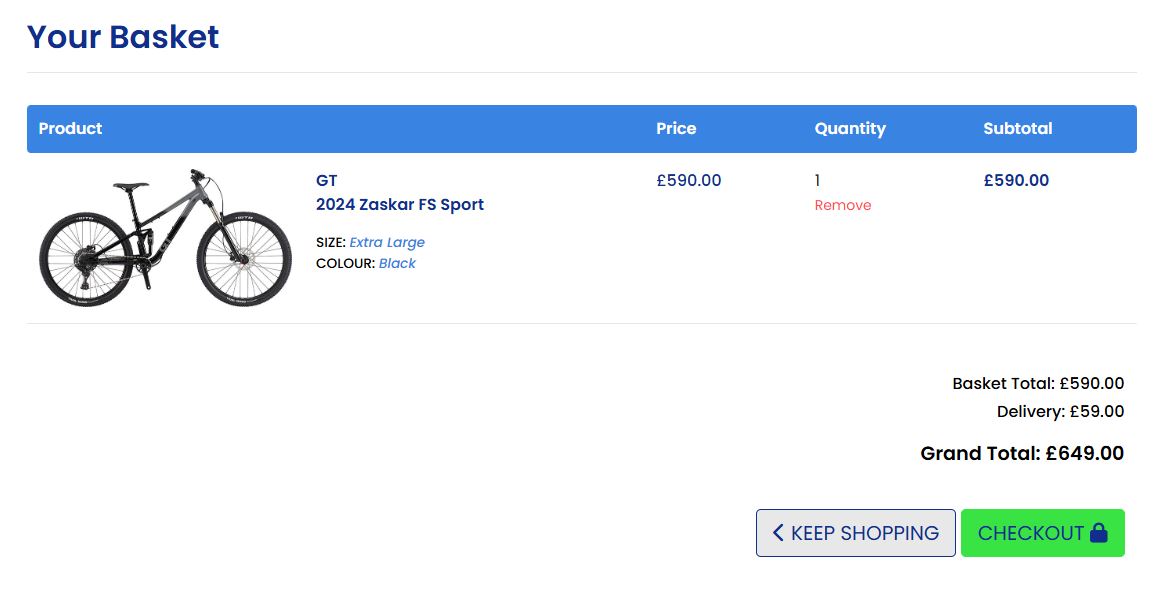 Your Basket
Product Price Quantity Subtotal
GT £590.00 1 £590.00
2024 Zaskar FS Sport Remove
SIZE: Extra Large
COLOUR: Black
Basket Total: £590.00
Delivery: £59.00
Grand Total: £649.00
KEEP SHOPPING CHECKOUT